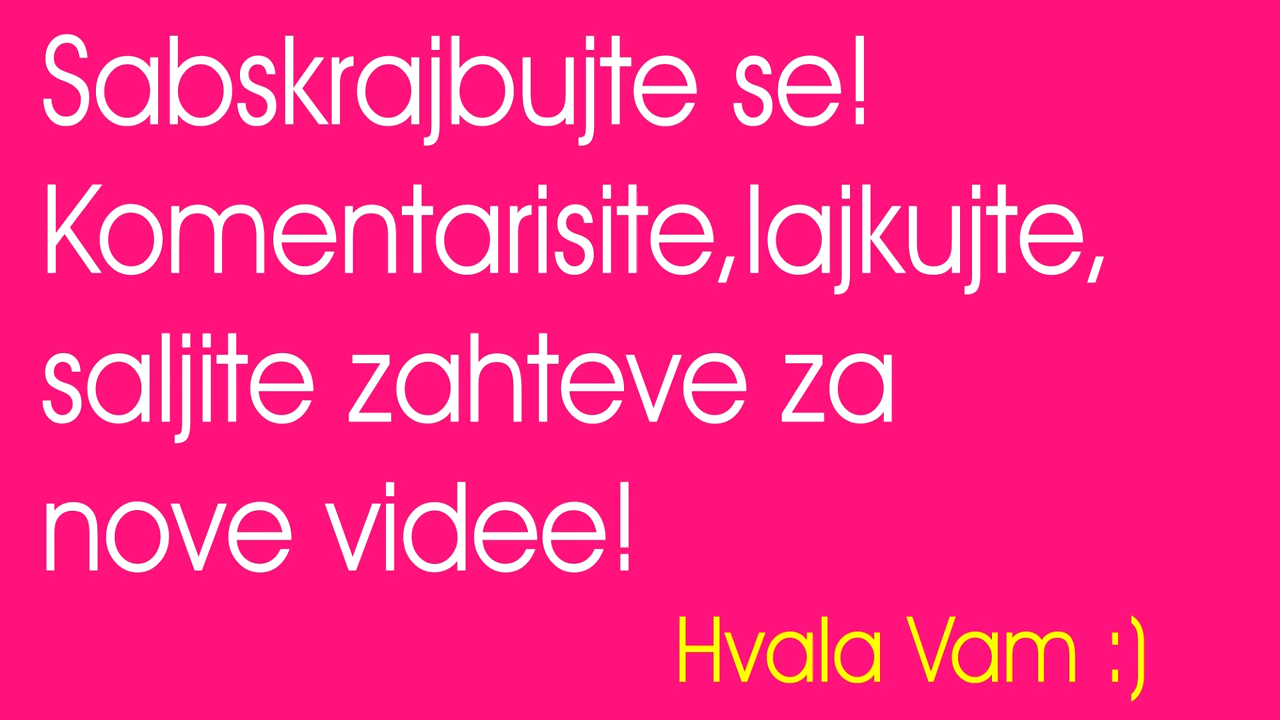 Sabskrajbujte se!
Komentarisite,lajkujte,
saljite zahteve za
nove videe!
Hvala Vam :)